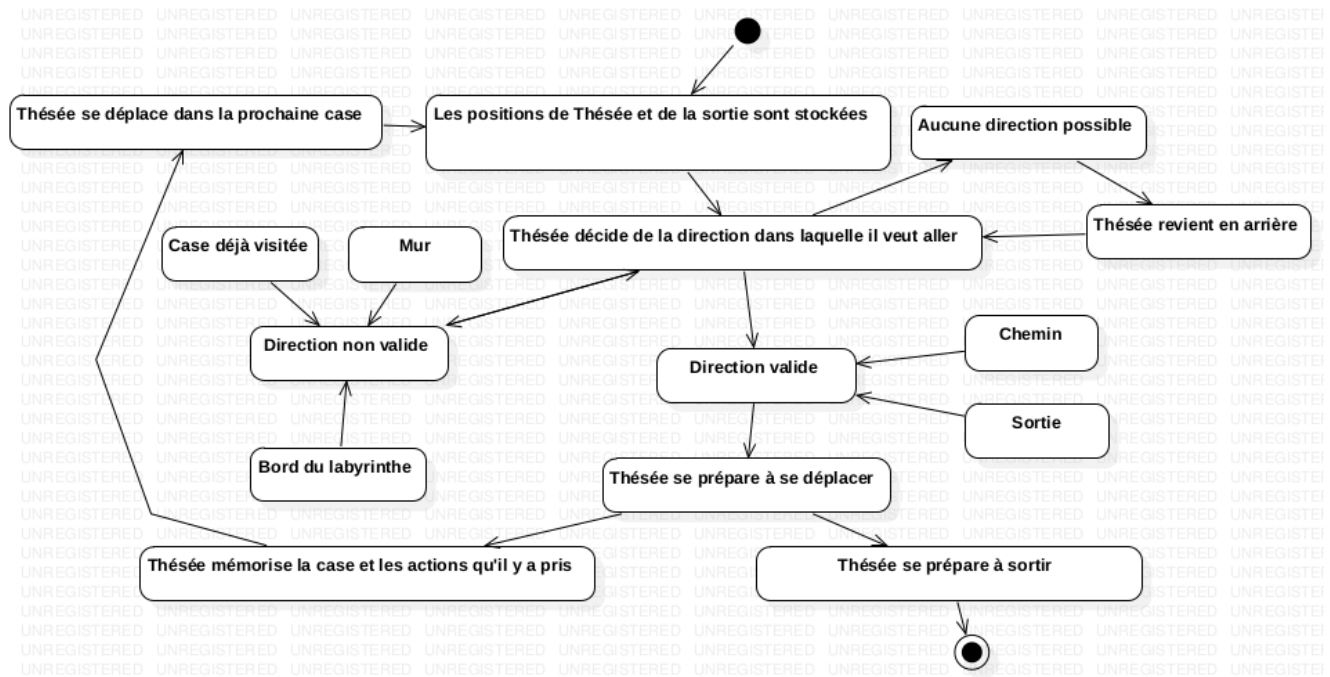 Thésée se déplace dans la prochaine case
Les positions de Thésée et de la sortie sont stockées
Aucune direction possible
Thésée revient en arrière
Thésée décide de la direction dans laquelle il veut aller
Case déjà visitée
Mur
Direction non valide
Chemin
Direction valide
Sortie
Bord du labyrinthe
Thésée se prépare à se déplacer
Thésée mémorise la case et les actions qu'il y a pris
Thésée se prépare à sortir
UNREGISTERED